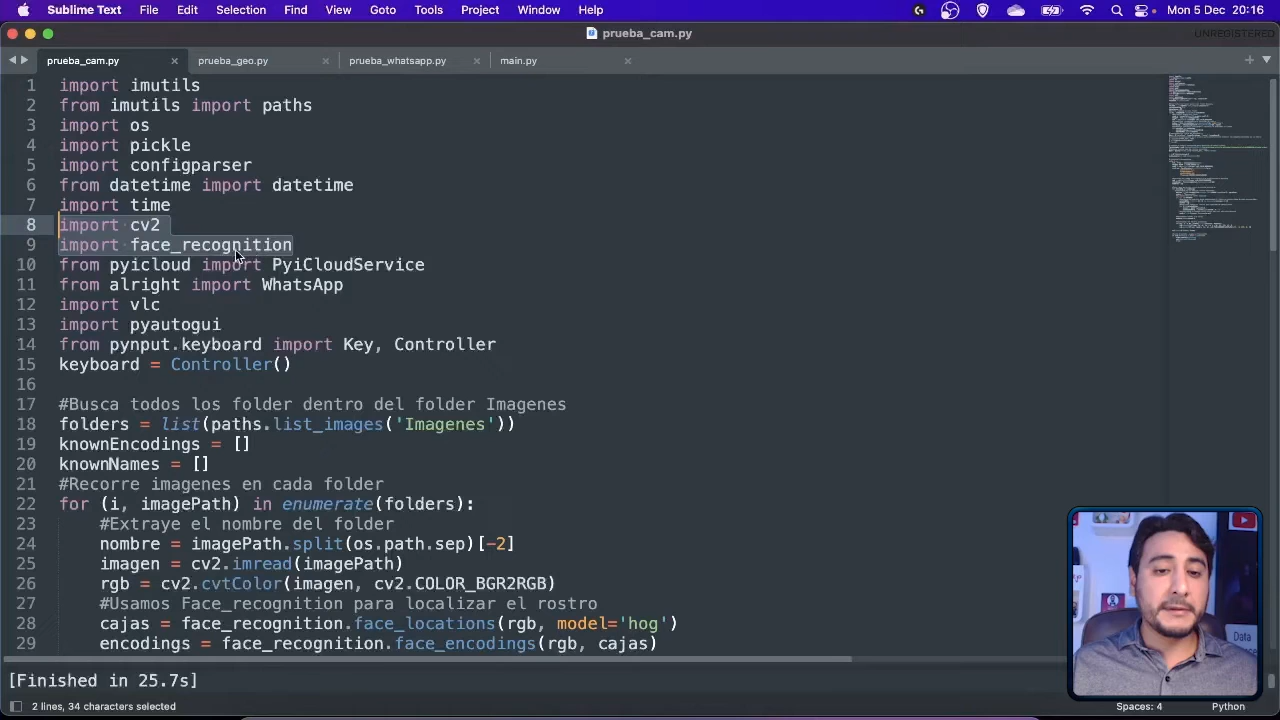 Sublime Text File Edit Selection Find View Goto Tools Project Window Help Mon 5 Dec 20:16
prueba_cam.py UNREGISTERED
prueba_cam.py prueba_geo.py prueba_whatsapp.py main.py
1 import imutils
2 from imutils import paths
3 import os
4 import pickle
5 import configparser
6 from datetime import datetime
7 import time
8 import cv2
9 import face_recognition
10 from pyicloud import PyiCloudService
11 from alright import WhatsApp
12 import vlc
13 import pyautogui
14 from pynput.keyboard import Key, Controller
15 keyboard = Controller()
16
17 #Busca todos los folder dentro del folder Imagenes
18 folders = list(paths.list_images('Imagenes'))
19 knownEncodings = []
20 knownNames = []
21 #Recorre imagenes en cada folder
22 for (i, imagePath) in enumerate(folders):
23 #Extraye el nombre del folder
24 nombre = imagePath.split(os.path.sep)[-2]
25 imagen = cv2.imread(imagePath)
26 rgb = cv2.cvtColor(imagen, cv2.COLOR_BGR2RGB)
27 #Usamos Face_recognition para localizar el rostro
28 cajas = face_recognition.face_locations(rgb, model='hog')
29 encodings = face_recognition.face_encodings(rgb, cajas)
Data
[Finished in 25.7s]
2 lines, 34 characters selected Spaces: 4 Python